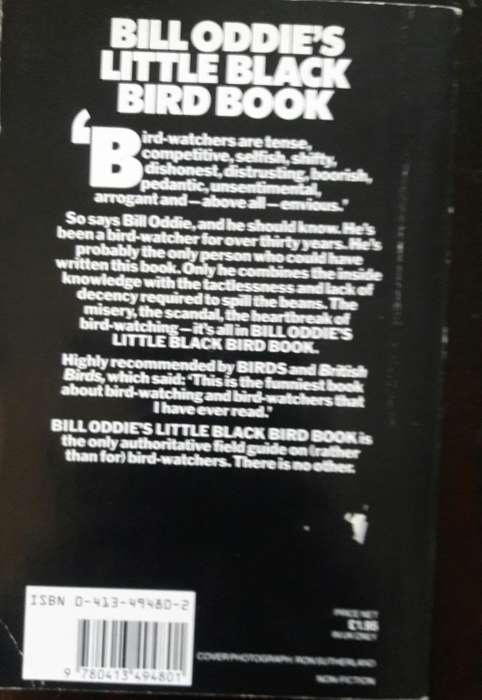 BILL ODDIE'S
LITTLE BLACK
BIRD BOOK
'Bird-watchers are tense,
competitive, selfish, shifty,
dishonest, distrusting, boorish,
pedantic, unsentimental,
arrogant and—above all—envious.'
So says Bill Oddie, and he should know. He's
been a bird-watcher for over thirty years. He's
probably the only person who could have
written this book. Only he combines the inside
knowledge with the tactlessness and lack of
decency required to spill the beans. The
misery, the scandal, the heartbreak of
bird-watching—it's all in BILL ODDIE'S
LITTLE BLACK BIRD BOOK.
Highly recommended by BIRDS and British
Birds, which said: 'This is the funniest book
about bird-watching and bird-watchers that
I have ever read.'
BILL ODDIE'S LITTLE BLACK BIRD BOOK is
the only authoritative field guide on (rather
than for) bird-watchers. There is no other.
ISBN 0-413-49480-2
9 780413 494801
PRICE NET
£1.95
IN UK ONLY
COVER PHOTOGRAPH: RON SUTHERLAND
NON-FICTION